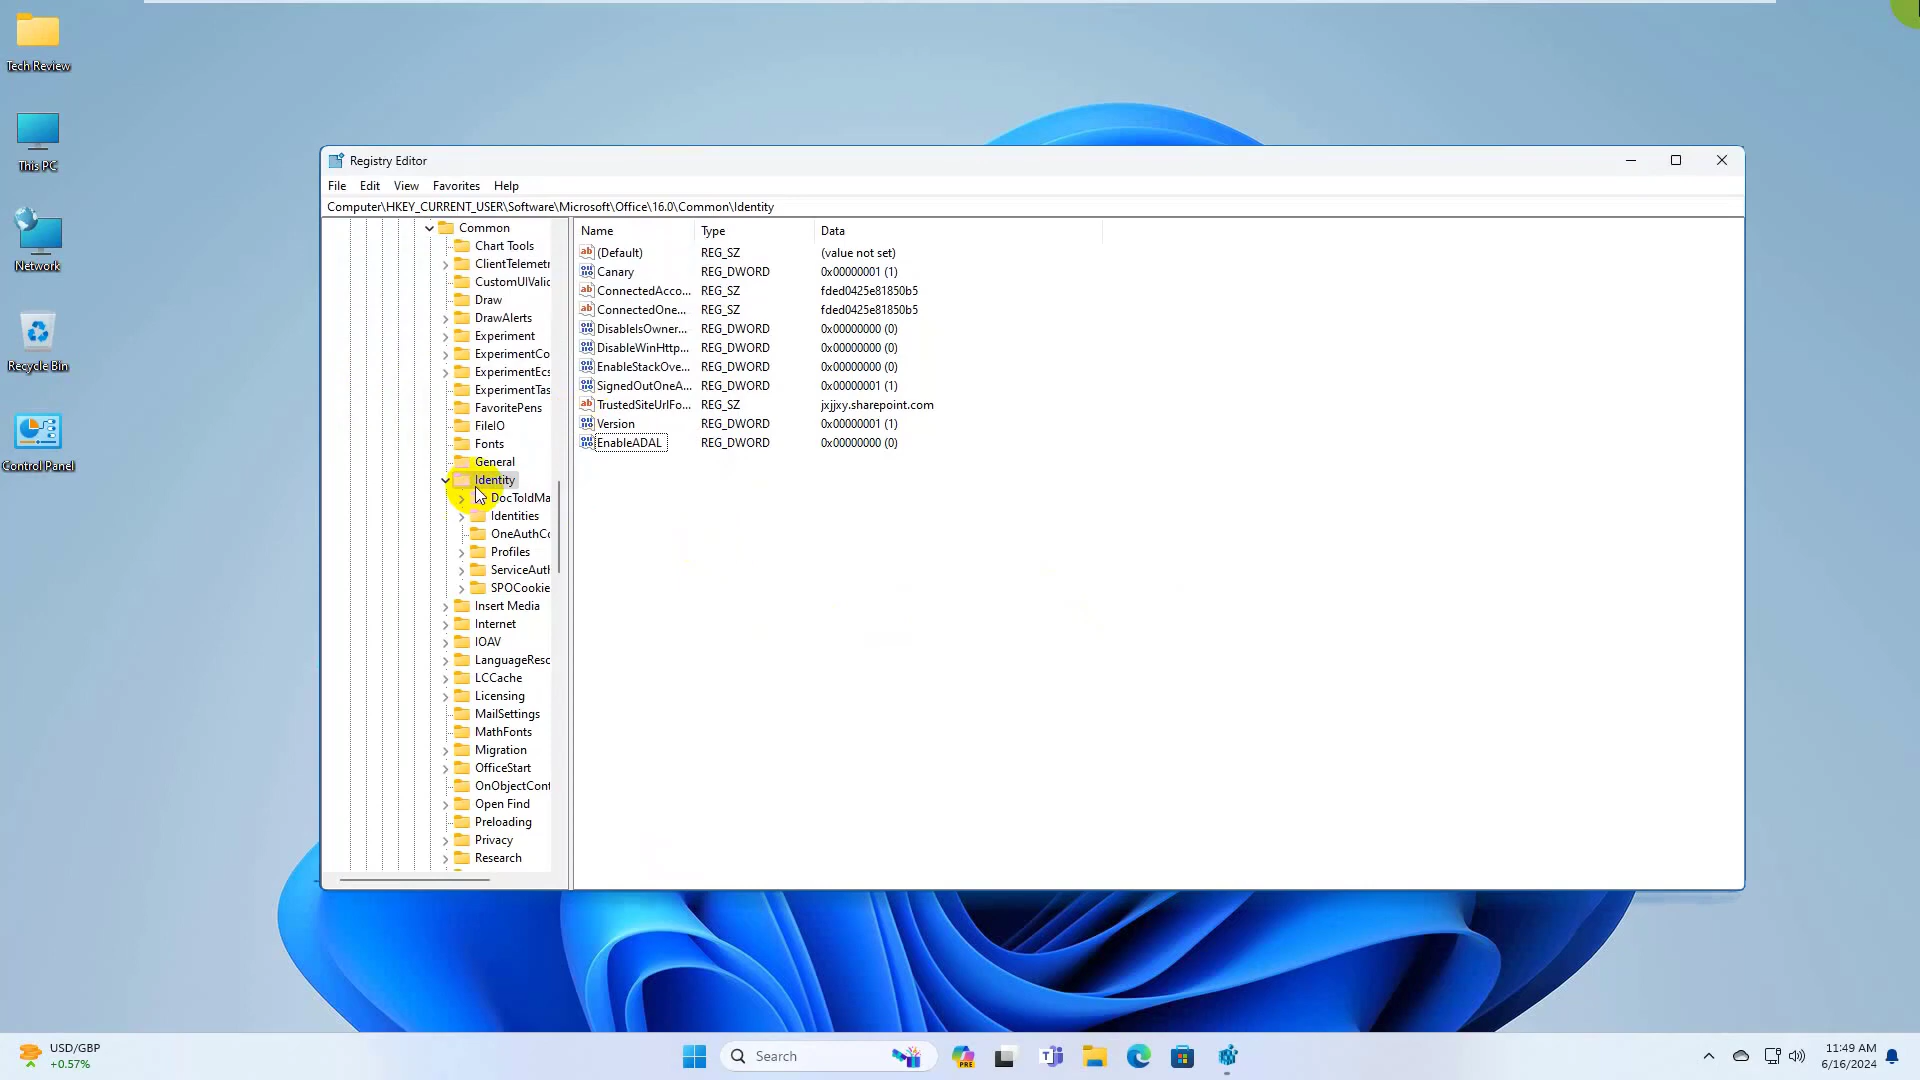 Tech Review
This PC
Network
Recycle Bin
Control Panel
Registry Editor
File Edit View Favorites Help
Computer\HKEY_CURRENT_USER\Software\Microsoft\Office\16.0\Common\Identity
Common
Chart Tools
ClientTelemetr
CustomUIValid
Draw
DrawAlerts
Experiment
ExperimentCo
ExperimentEcs
ExperimentTas
FavoritePens
FileIO
Fonts
General
Identity
DocToIdMa
Identities
OneAuthCo
Profiles
ServiceAuth
SPOCookie
Insert Media
Internet
IOAV
LanguageReso
LCCache
Licensing
MailSettings
MathFonts
Migration
OfficeStart
OnObjectCont
Open Find
Preloading
Privacy
Research
Name Type Data
(Default) REG_SZ (value not set)
Canary REG_DWORD 0x00000001 (1)
ConnectedAcco... REG_SZ fded0425e81850b5
ConnectedOne... REG_SZ fded0425e81850b5
DisableIsOwner... REG_DWORD 0x00000000 (0)
DisableWinHttp... REG_DWORD 0x00000000 (0)
EnableStackOve... REG_DWORD 0x00000000 (0)
SignedOutOneA... REG_DWORD 0x00000001 (1)
TrustedSiteUrlFo... REG_SZ jxjjxy.sharepoint.com
Version REG_DWORD 0x00000001 (1)
EnableADAL REG_DWORD 0x00000000 (0)
USD/GBP
+0.57%
Search
PRE
11:49 AM
6/16/2024